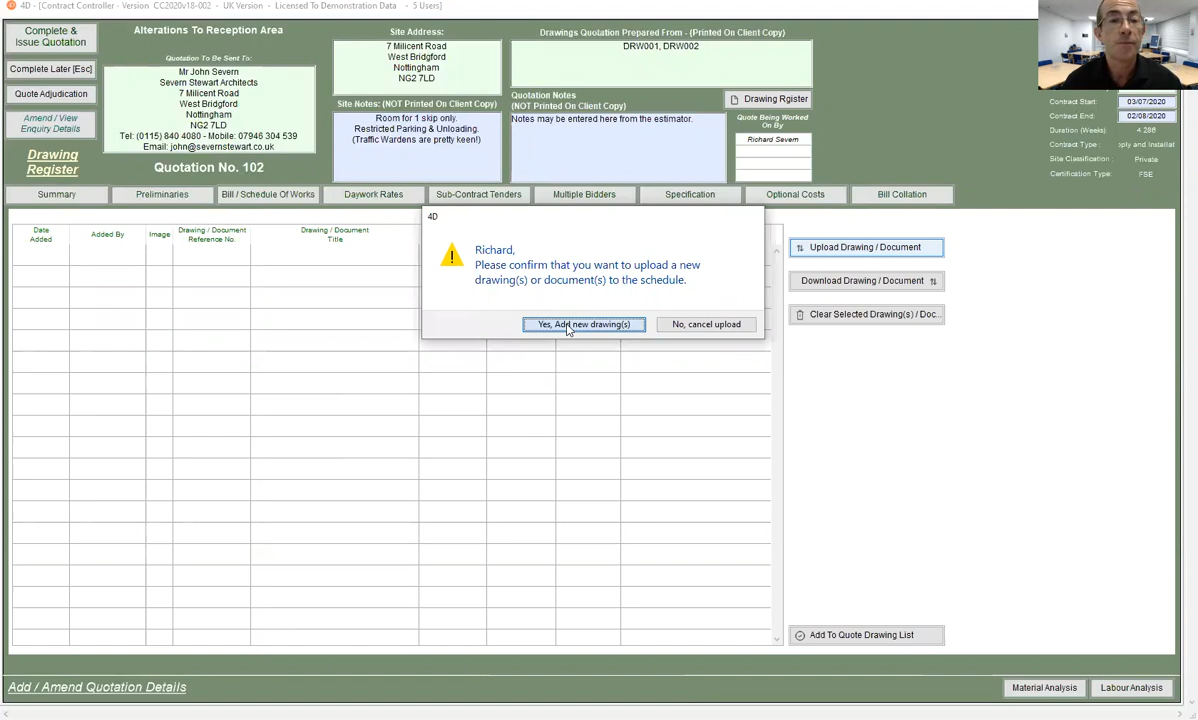 4D - [Contract Controller - Version CC2020v18-002 - UK Version - Licensed To Demonstration Data - 5 Users]
Complete &
Issue Quotation
Complete Later [Esc]
Quote Adjudication
Amend / View
Enquiry Details
Drawing
Register
Alterations To Reception Area
Quotation To Be Sent To:
Mr John Severn
Severn Stewart Architects
7 Milicent Road
West Bridgford
Nottingham
NG2 7LD
Tel: (0115) 840 4080 - Mobile: 07946 304 539
Email: john@severnstewart.co.uk
Quotation No. 102
Site Address:
7 Milicent Road
West Bridgford
Nottingham
NG2 7LD
Site Notes: (NOT Printed On Client Copy)
Room for 1 skip only.
Restricted Parking & Unloading.
(Traffic Wardens are pretty keen!)
Drawings Quotation Prepared From - (Printed On Client Copy)
DRW001, DRW002
Quotation Notes
(NOT Printed On Client Copy)
Notes may be entered here from the estimator.
Drawing Rgister
Quote Being Worked
On By
Richard Severn
Contract Start: 03/07/2020
Contract End: 02/08/2020
Duration (Weeks) 4.286
Contract Type : pply and Installat
Site Classification : Private
Certification Type: FSE
Summary
Preliminaries
Bill / Schedule Of Works
Daywork Rates
Sub-Contract Tenders
Multiple Bidders
Specification
Optional Costs
Bill Collation
Date
Added
Added By
Image
Drawing / Document
Reference No.
Drawing / Document
Title
4D
Richard,
Please confirm that you want to upload a new
drawing(s) or document(s) to the schedule.
Yes, Add new drawing(s)
No, cancel upload
Upload Drawing / Document
Download Drawing / Document
Clear Selected Drawing(s) / Doc...
Add To Quote Drawing List
Add / Amend Quotation Details
Material Analysis
Labour Analysis